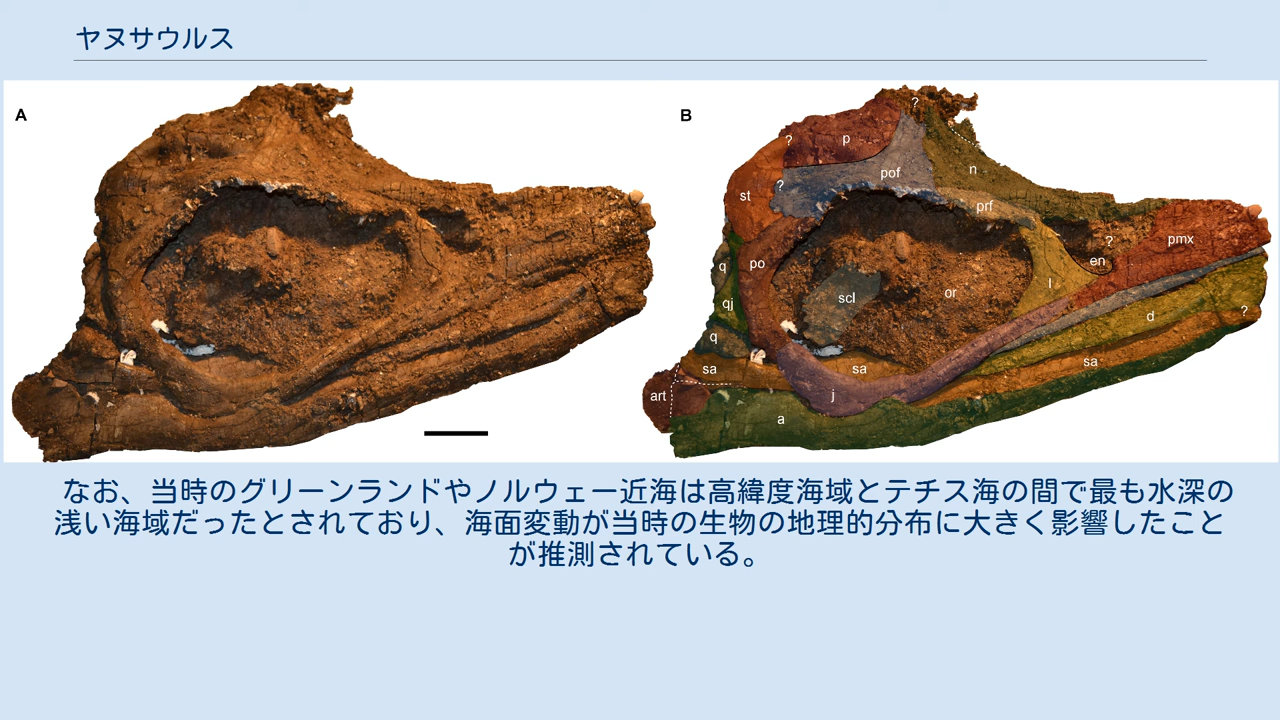 ヤヌサウルス
A
B
?
?
p
n
pof
?
st
prf
?
pmx
q
po
en
l
scl
or
qj
d
?
q
sa
sa
sa
art
j
a
なお、当時のグリーンランドやノルウェー近海は高緯度海域とテチス海の間で最も水深の
浅い海域だったとされており、海面変動が当時の生物の地理的分布に大きく影響したこと
が推測されている。